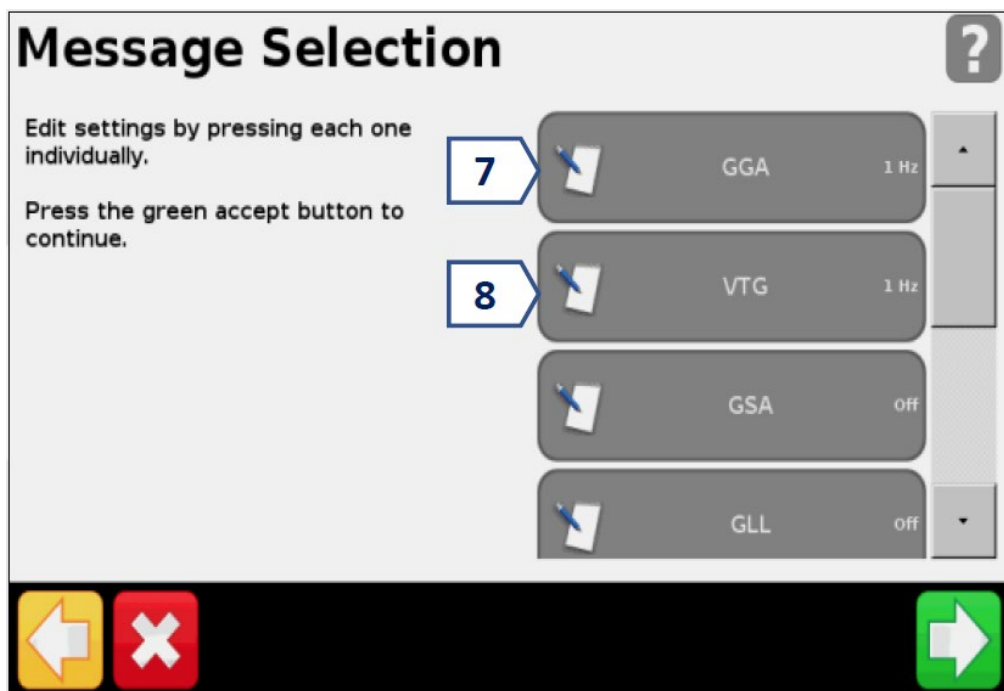 Message Selection
?
Edit settings by pressing each one
individually.
Press the green accept button to
continue.
7
GGA
1 Hz
8
VTG
1 Hz
GSA
Off
GLL
Off